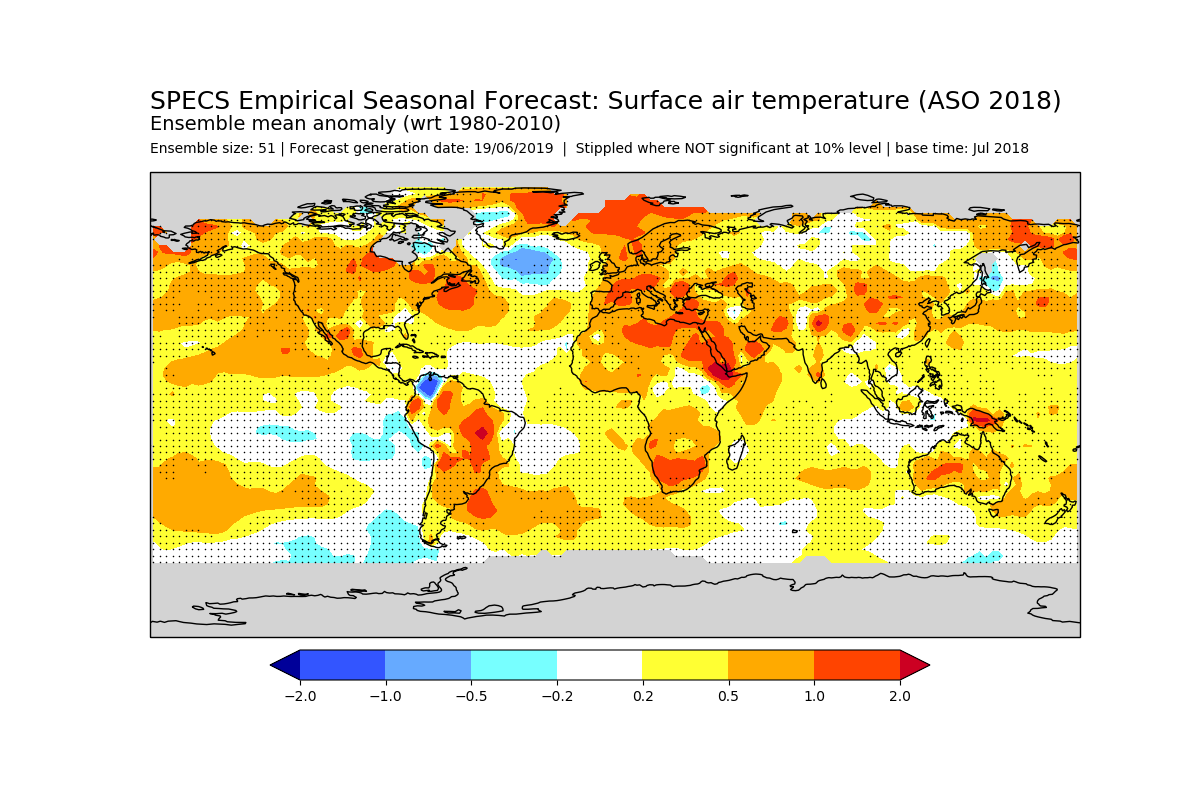 SPECS Empirical Seasonal Forecast: Surface air temperature (ASO 2018)
Ensemble mean anomaly (wrt 1980-2010)
Ensemble size: 51 | Forecast generation date: 19/06/2019 | Stippled where NOT significant at 10% level | base time: Jul 2018
−2.0 −1.0 −0.5 −0.2 0.2 0.5 1.0 2.0